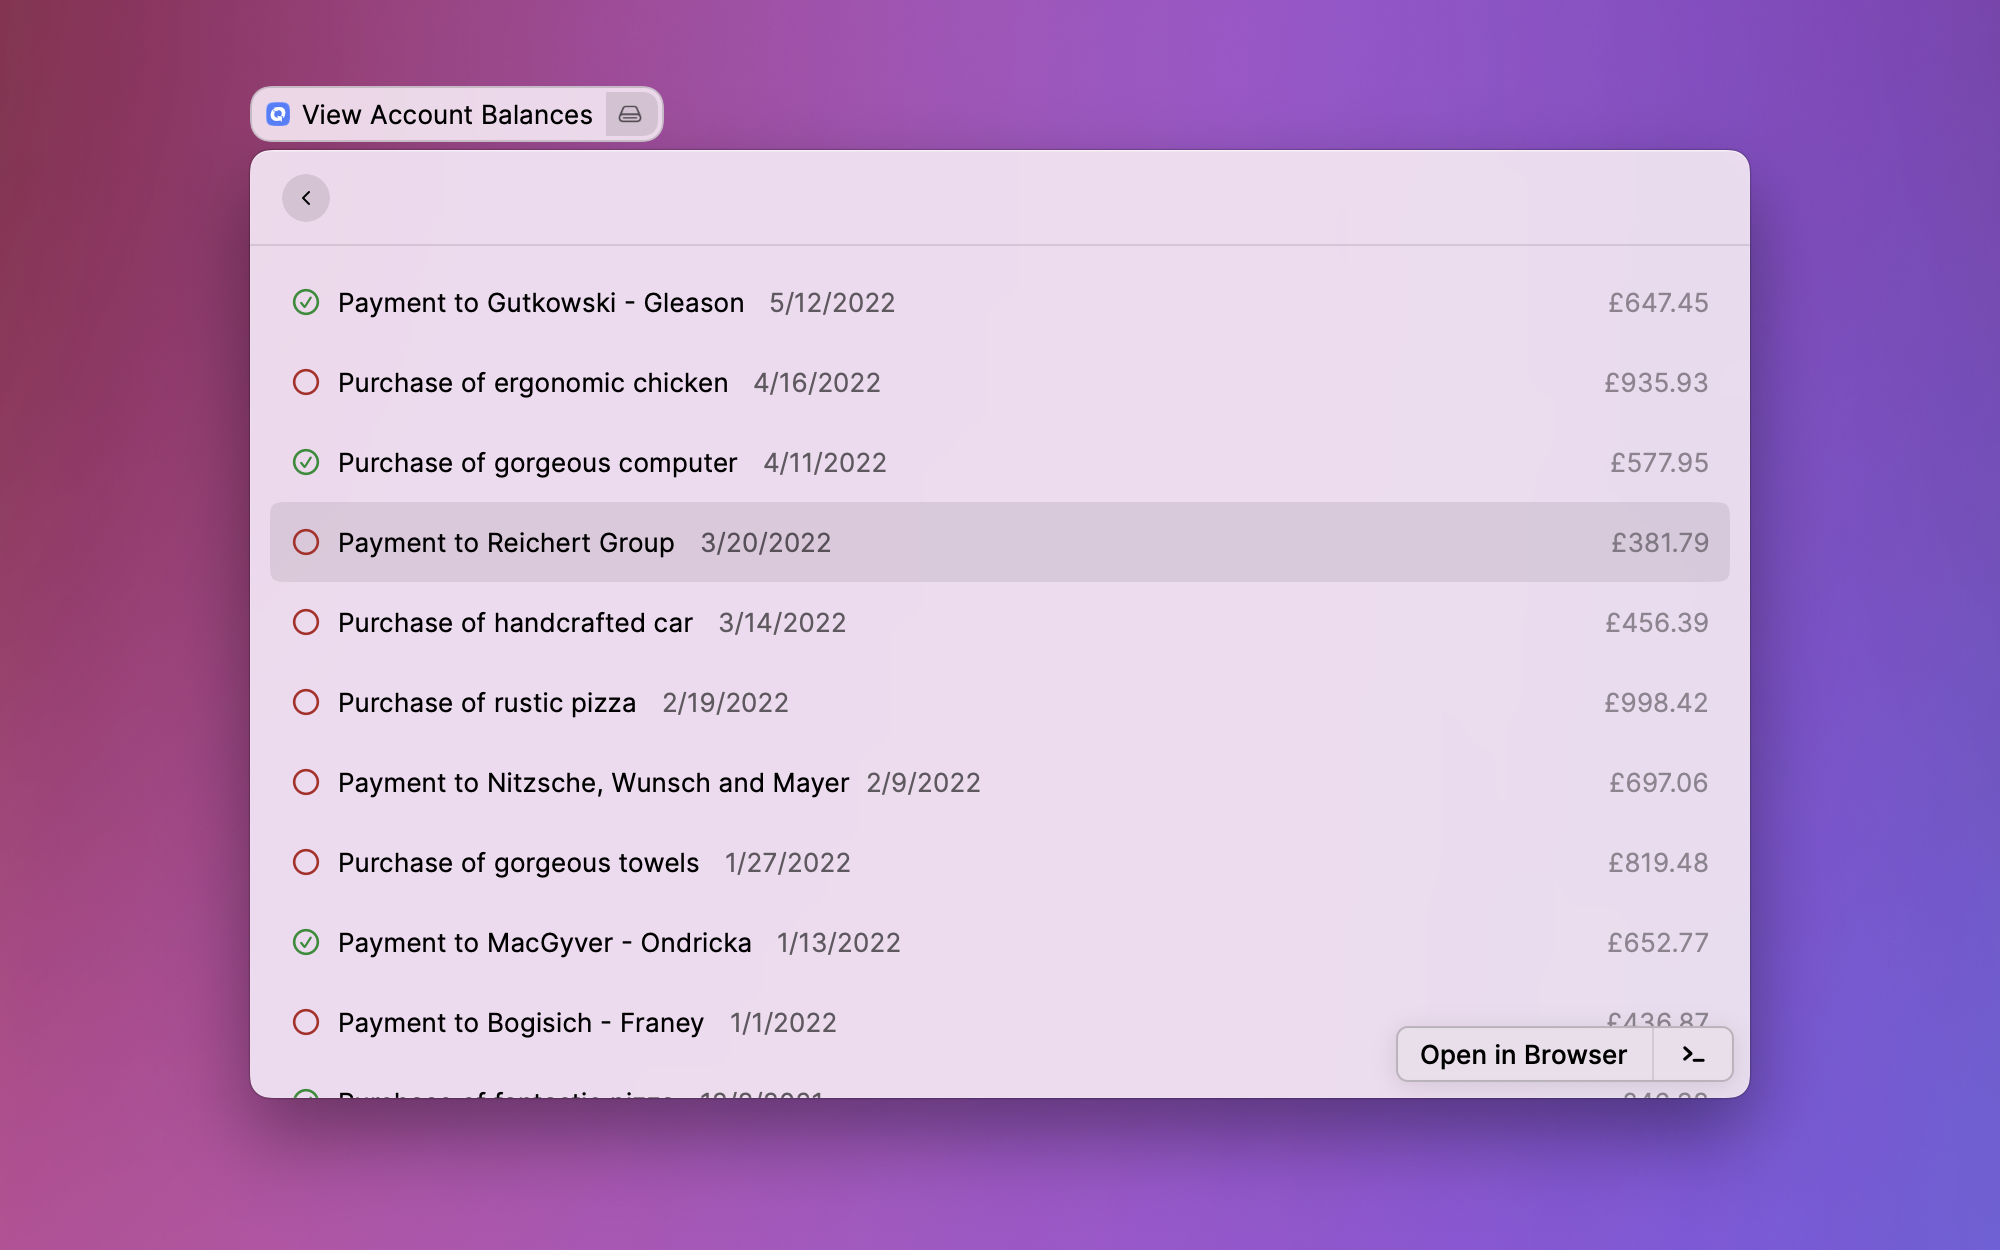 View Account Balances
Payment to Gutkowski - Gleason 5/12/2022 £647.45
Purchase of ergonomic chicken 4/16/2022 £935.93
Purchase of gorgeous computer 4/11/2022 £577.95
Payment to Reichert Group 3/20/2022 £381.79
Purchase of handcrafted car 3/14/2022 £456.39
Purchase of rustic pizza 2/19/2022 £998.42
Payment to Nitzsche, Wunsch and Mayer 2/9/2022 £697.06
Purchase of gorgeous towels 1/27/2022 £819.48
Payment to MacGyver - Ondricka 1/13/2022 £652.77
Payment to Bogisich - Franey 1/1/2022 £436.87
Open in Browser
Purchase of fantastic pizza